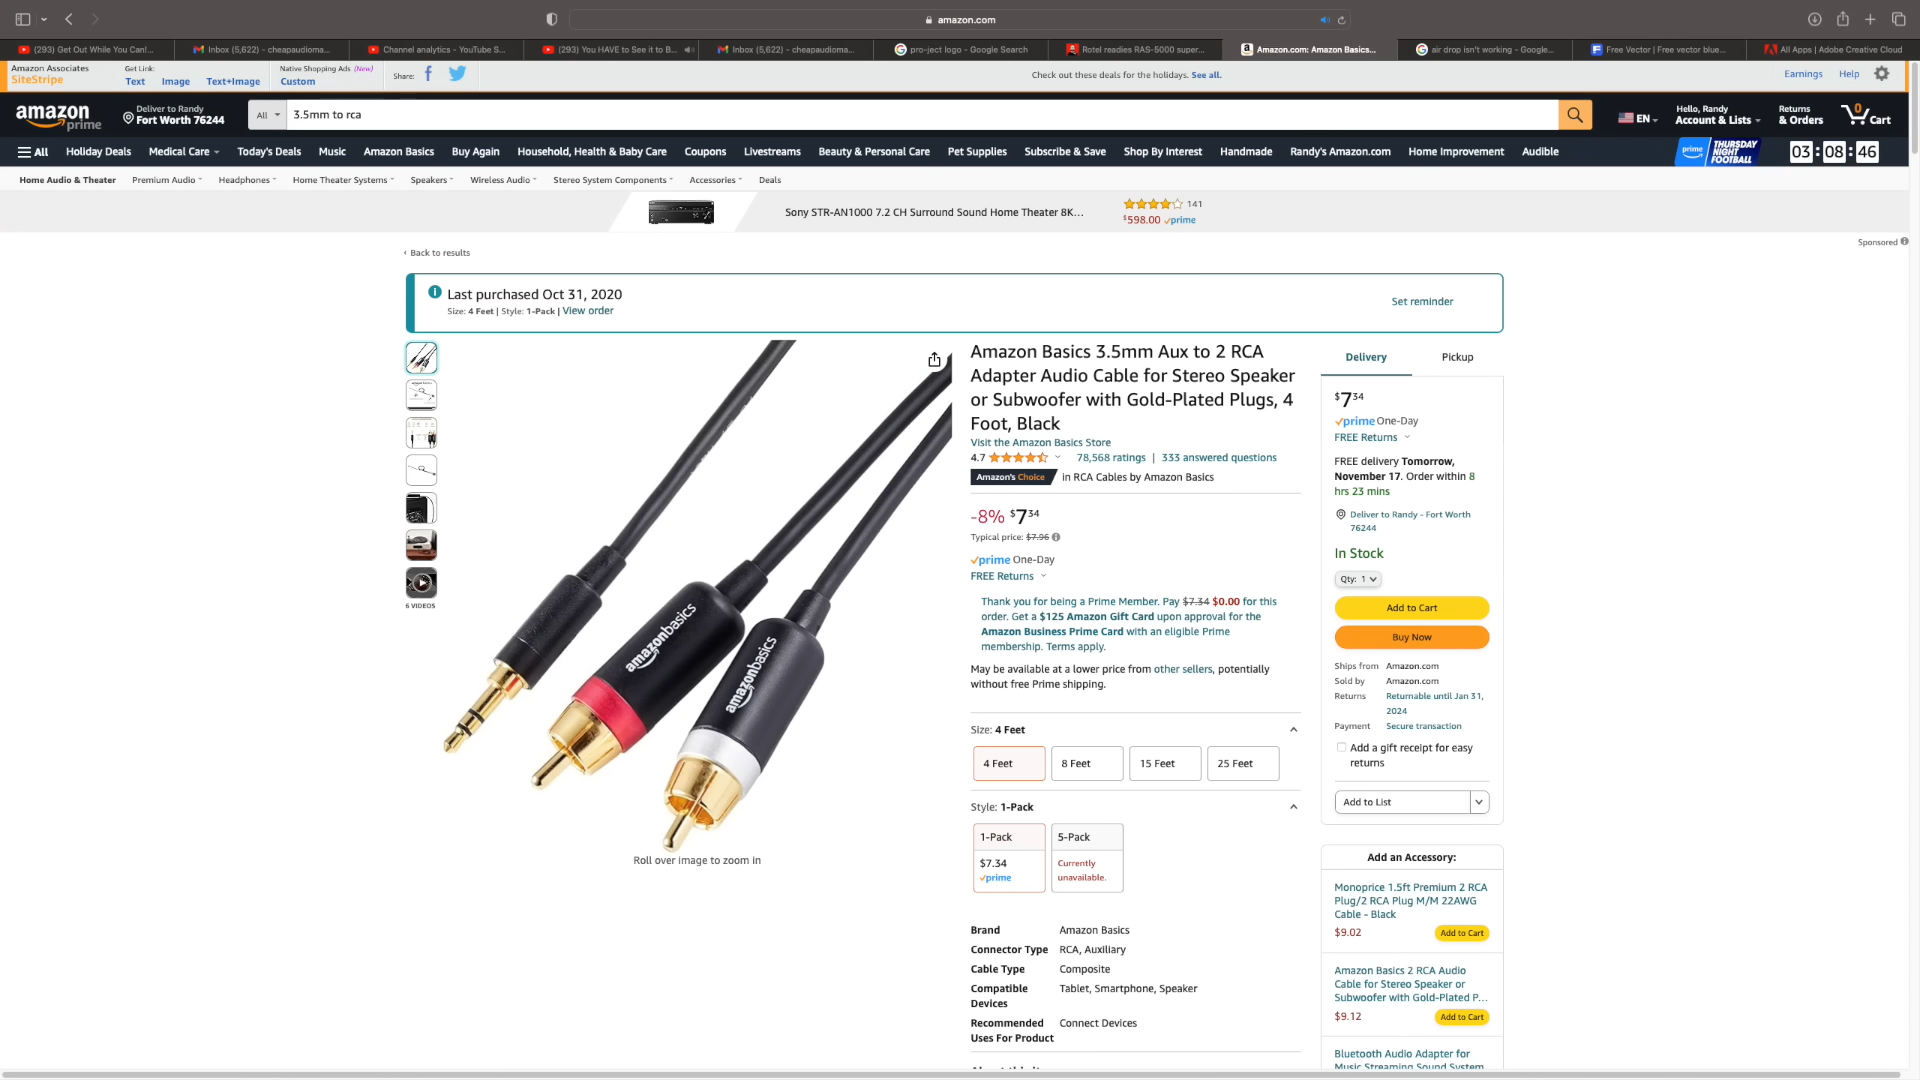 amazon.com
(293) Get Out While You Can!...
Inbox (5,622) - cheapaudioma...
Channel analytics - YouTube S...
(293) You HAVE to See it to B...
Inbox (5,622) - cheapaudioma...
pro-ject logo - Google Search
Rotel readies RAS-5000 super...
Amazon.com: Amazon Basics...
air drop isn't working - Google...
Free Vector | Free vector blue...
All Apps | Adobe Creative Cloud
Amazon Associates
SiteStripe
Get Link:
Text Image Text+Image
Native Shopping Ads (New)
Custom
Share:
Check out these deals for the holidays. See all.
Earnings Help
amazon prime
Deliver to Randy
Fort Worth 76244
All
3.5mm to rca
EN
Hello, Randy
Account & Lists
Returns
& Orders
0
Cart
All Holiday Deals Medical Care Today's Deals Music Amazon Basics Buy Again Household, Health & Baby Care Coupons Livestreams Beauty & Personal Care Pet Supplies Subscribe & Save Shop By Interest Handmade Randy's Amazon.com Home Improvement Audible
prime THURSDAY NIGHT FOOTBALL
03 : 08 : 46
Home Audio & Theater Premium Audio Headphones Home Theater Systems Speakers Wireless Audio Stereo System Components Accessories Deals
Sony STR-AN1000 7.2 CH Surround Sound Home Theater 8K...
141
$598.00 prime
Sponsored
‹ Back to results
Last purchased Oct 31, 2020
Size: 4 Feet | Style: 1-Pack | View order
Set reminder
6 VIDEOS
amazonbasics
amazonbasics
Roll over image to zoom in
Amazon Basics 3.5mm Aux to 2 RCA
Adapter Audio Cable for Stereo Speaker
or Subwoofer with Gold-Plated Plugs, 4
Foot, Black
Visit the Amazon Basics Store
4.7 78,568 ratings | 333 answered questions
Amazon's Choice in RCA Cables by Amazon Basics
-8% $7 34
Typical price: $7.96
prime One-Day
FREE Returns
Thank you for being a Prime Member. Pay $7.34 $0.00 for this
order. Get a $125 Amazon Gift Card upon approval for the
Amazon Business Prime Card with an eligible Prime
membership. Terms apply.
May be available at a lower price from other sellers, potentially
without free Prime shipping.
Size: 4 Feet
4 Feet 8 Feet 15 Feet 25 Feet
Style: 1-Pack
1-Pack
$7.34
prime
5-Pack
Currently
unavailable.
Brand Amazon Basics
Connector Type RCA, Auxiliary
Cable Type Composite
Compatible Devices Tablet, Smartphone, Speaker
Recommended Uses For Product Connect Devices
Delivery Pickup
$7 34
prime One-Day
FREE Returns
FREE delivery Tomorrow,
November 17. Order within 8
hrs 23 mins
Deliver to Randy - Fort Worth
76244
In Stock
Qty: 1
Add to Cart
Buy Now
Ships from Amazon.com
Sold by Amazon.com
Returns Returnable until Jan 31,
2024
Payment Secure transaction
Add a gift receipt for easy
returns
Add to List
Add an Accessory:
Monoprice 1.5ft Premium 2 RCA
Plug/2 RCA Plug M/M 22AWG
Cable - Black
$9.02 Add to Cart
Amazon Basics 2 RCA Audio
Cable for Stereo Speaker or
Subwoofer with Gold-Plated P...
$9.12 Add to Cart
Bluetooth Audio Adapter for
Music Streaming Sound System